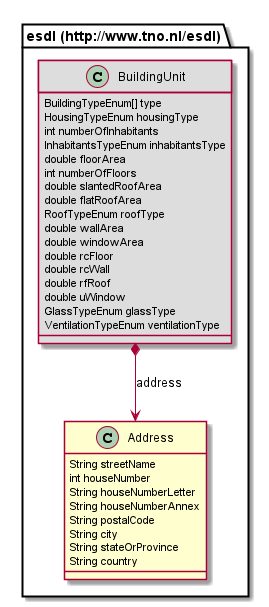 esdl (http://www.tno.nl/esdl)
C BuildingUnit
BuildingTypeEnum[] type
HousingTypeEnum housingType
int numberOfInhabitants
InhabitantsTypeEnum inhabitantsType
double floorArea
int numberOfFloors
double slantedRoofArea
double flatRoofArea
RoofTypeEnum roofType
double wallArea
double windowArea
double rcFloor
double rcWall
double rfRoof
double uWindow
GlassTypeEnum glassType
VentilationTypeEnum ventilationType
address
C Address
String streetName
int houseNumber
String houseNumberLetter
String houseNumberAnnex
String postalCode
String city
String stateOrProvince
String country